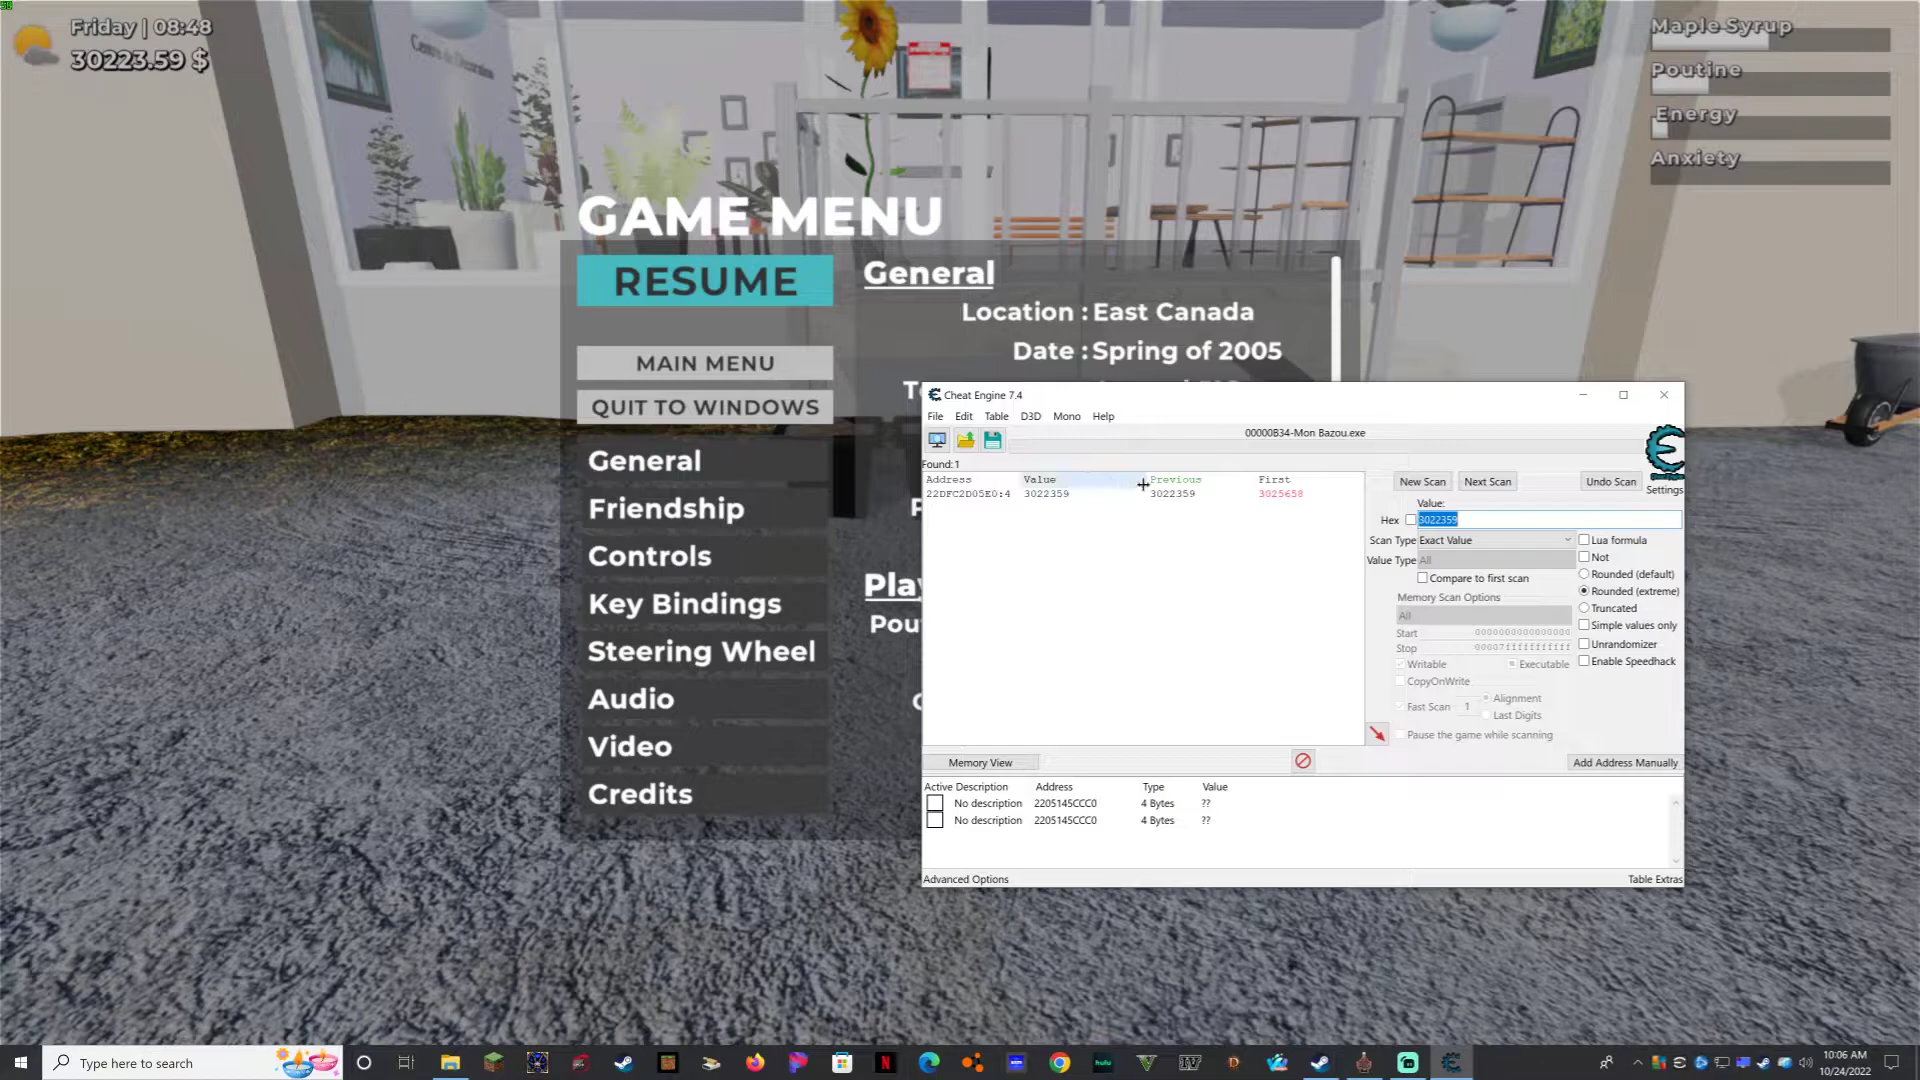 58
Friday | 08:48
30223.59 $
Maple Syrup
Poutine
Energy
Anxiety
GAME MENU
RESUME
MAIN MENU
QUIT TO WINDOWS
General
Friendship
Controls
Key Bindings
Steering Wheel
Audio
Video
Credits
General
Location : East Canada
Date : Spring of 2005
Cheat Engine 7.4
File Edit Table D3D Mono Help
00000B34-Mon Bazou.exe
Found:1
Address Value Previous First
22DFC2D05E0:4 3022359 3022359 3025658
New Scan Next Scan Undo Scan
Settings
Value:
Hex 3022359
Scan Type Exact Value
Value Type All
Compare to first scan
Lua formula
Not
Rounded (default)
Rounded (extreme)
Truncated
Simple values only
Unrandomizer
Enable Speedhack
Memory Scan Options
All
Start 0000000000000000
Stop 00007fffffffffff
Writable Executable
CopyOnWrite
Fast Scan 1 Alignment
Last Digits
Pause the game while scanning
Memory View Add Address Manually
Active Description Address Type Value
No description 2205145CCC0 4 Bytes ??
No description 2205145CCC0 4 Bytes ??
Advanced Options Table Extras
Type here to search
hulu
10:06 AM
10/24/2022